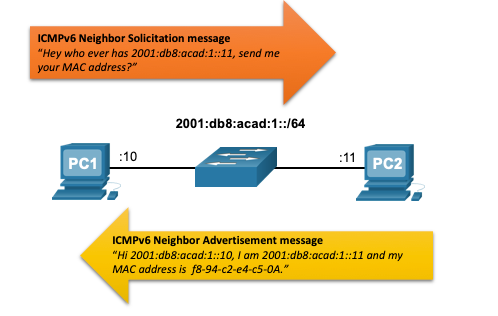 ICMPv6 Neighbor Solicitation message
"Hey who ever has 2001:db8:acad:1::11, send me
your MAC address?"
2001:db8:acad:1::/64
PC1
:10
:11
PC2
ICMPv6 Neighbor Advertisement message
"Hi 2001:db8:acad:1::10, I am 2001:db8:acad:1::11 and my
MAC address is  f8-94-c2-e4-c5-0A."